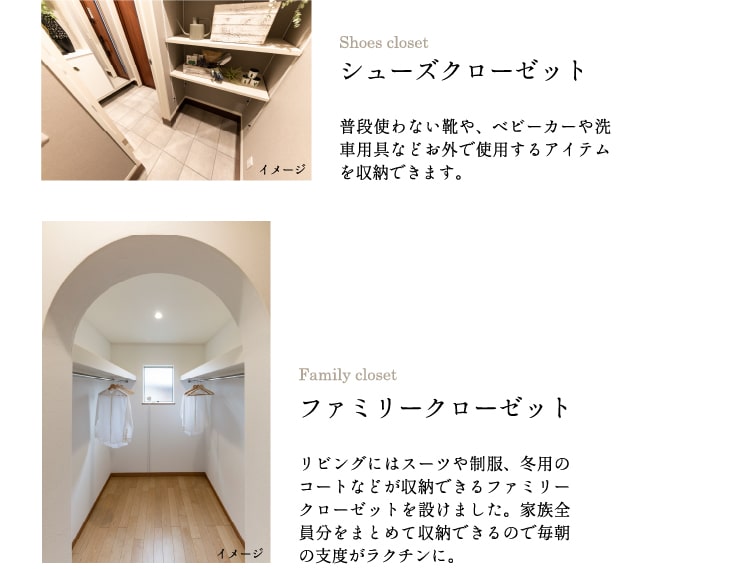 Shoes closet
シューズクローゼット
普段使わない靴や、ベビーカーや洗
車用具などお外で使用するアイテム
を収納できます。
イメージ
Family closet
ファミリークローゼット
リビングにはスーツや制服、冬用の
コートなどが収納できるファミリー
クローゼットを設けました。家族全
員分をまとめて収納できるので毎朝
の支度がラクチンに。
イメージ